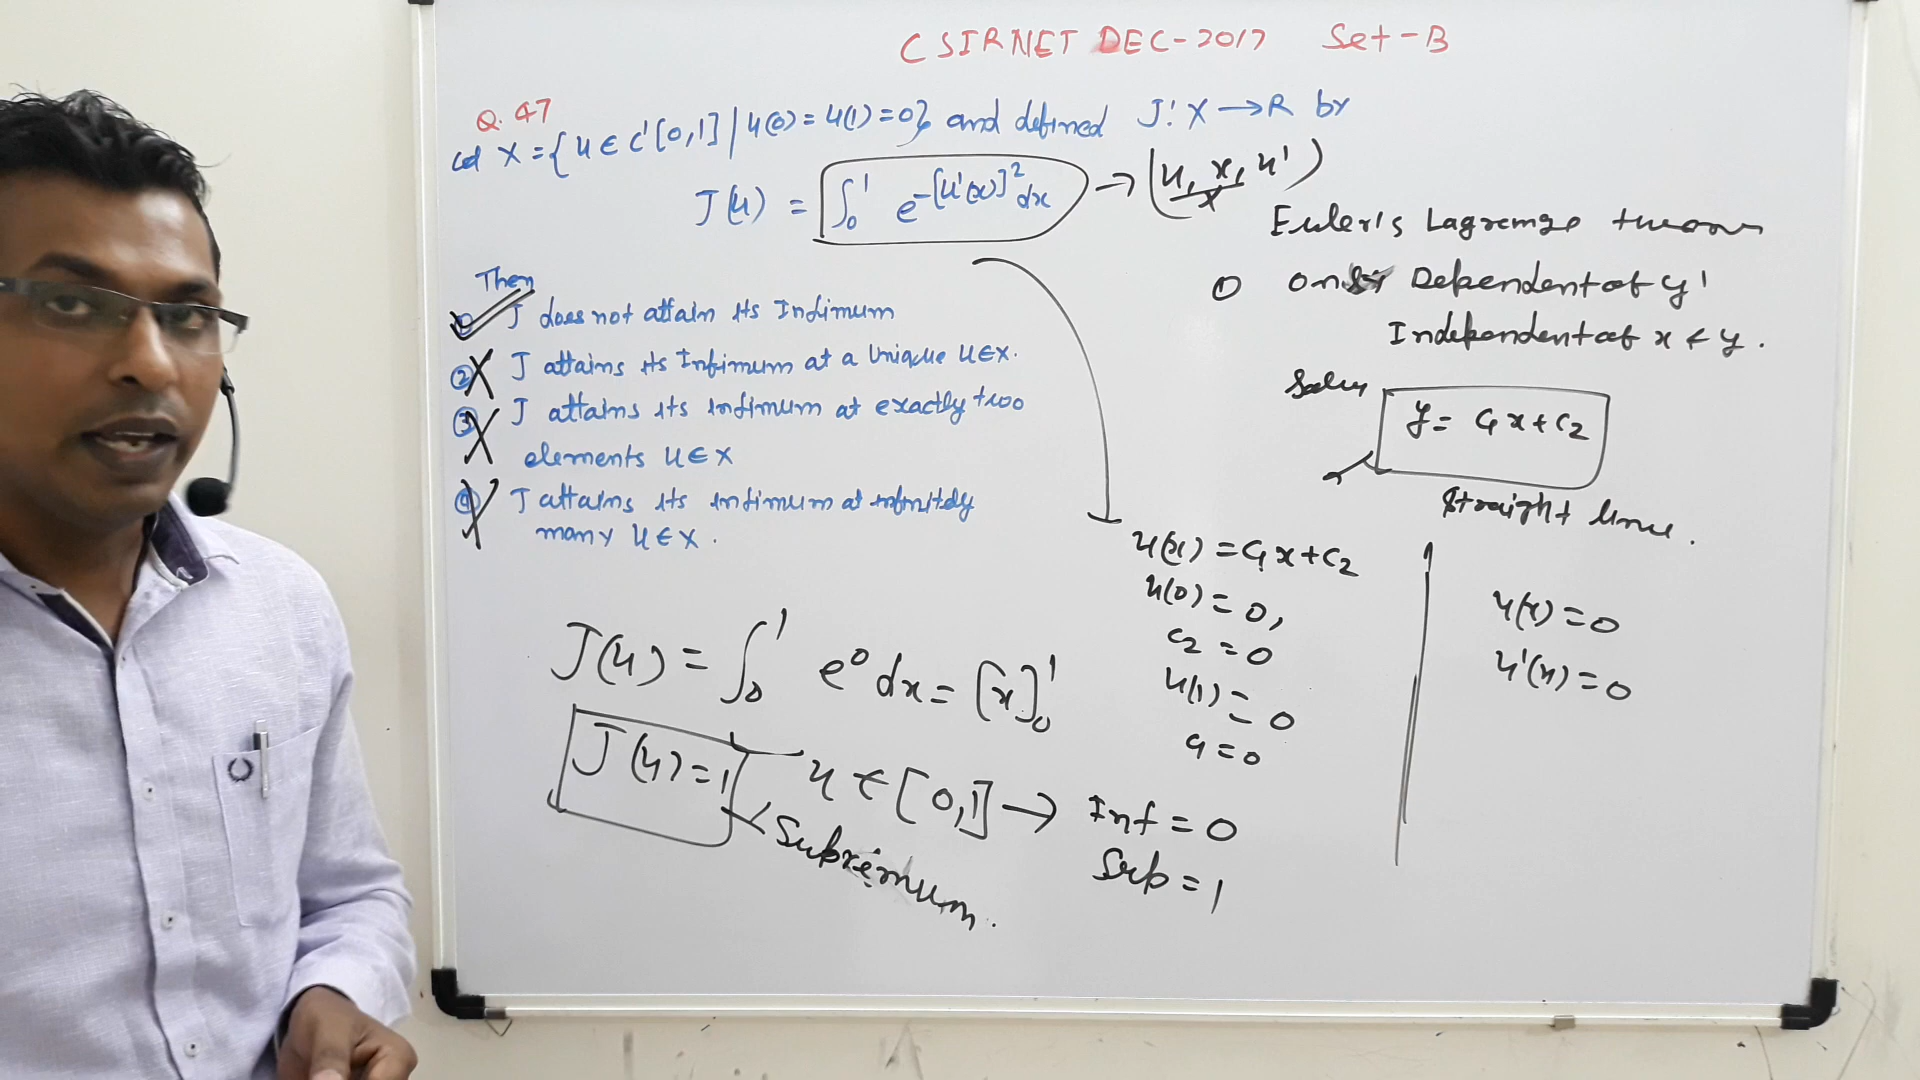 CSIRNET DEC-2017 Set-B
Q.47
Let X = {u ∈ C'[0,1] | u(0) = u(1) = 0} and defined J: X → R by
J(u) = ∫₀¹ e^-[u'(x)]² dx → (u, x, u')
Euler's Lagrange
Then
① Only Dependent of y'
Independent of x & y.
① J does not attain its Infimum
② J attains its Infimum at a Unique u∈X.
③ J attains its infimum at exactly two
elements u∈X
④ J attains its infimum at infinitely
many u∈X.
y = c₁x+c₂
Straight line.
u(x) = c₁x+c₂
u(0) = 0,
c₂ = 0
u(1) = 0
c₁ = 0
u(x) = 0
u'(x) = 0
J(u) = ∫₀¹ e⁰ dx = [x]₀¹
J(u) = 1
u ∈ [0,1] → Inf = 0
Sup = 1
Supremum.